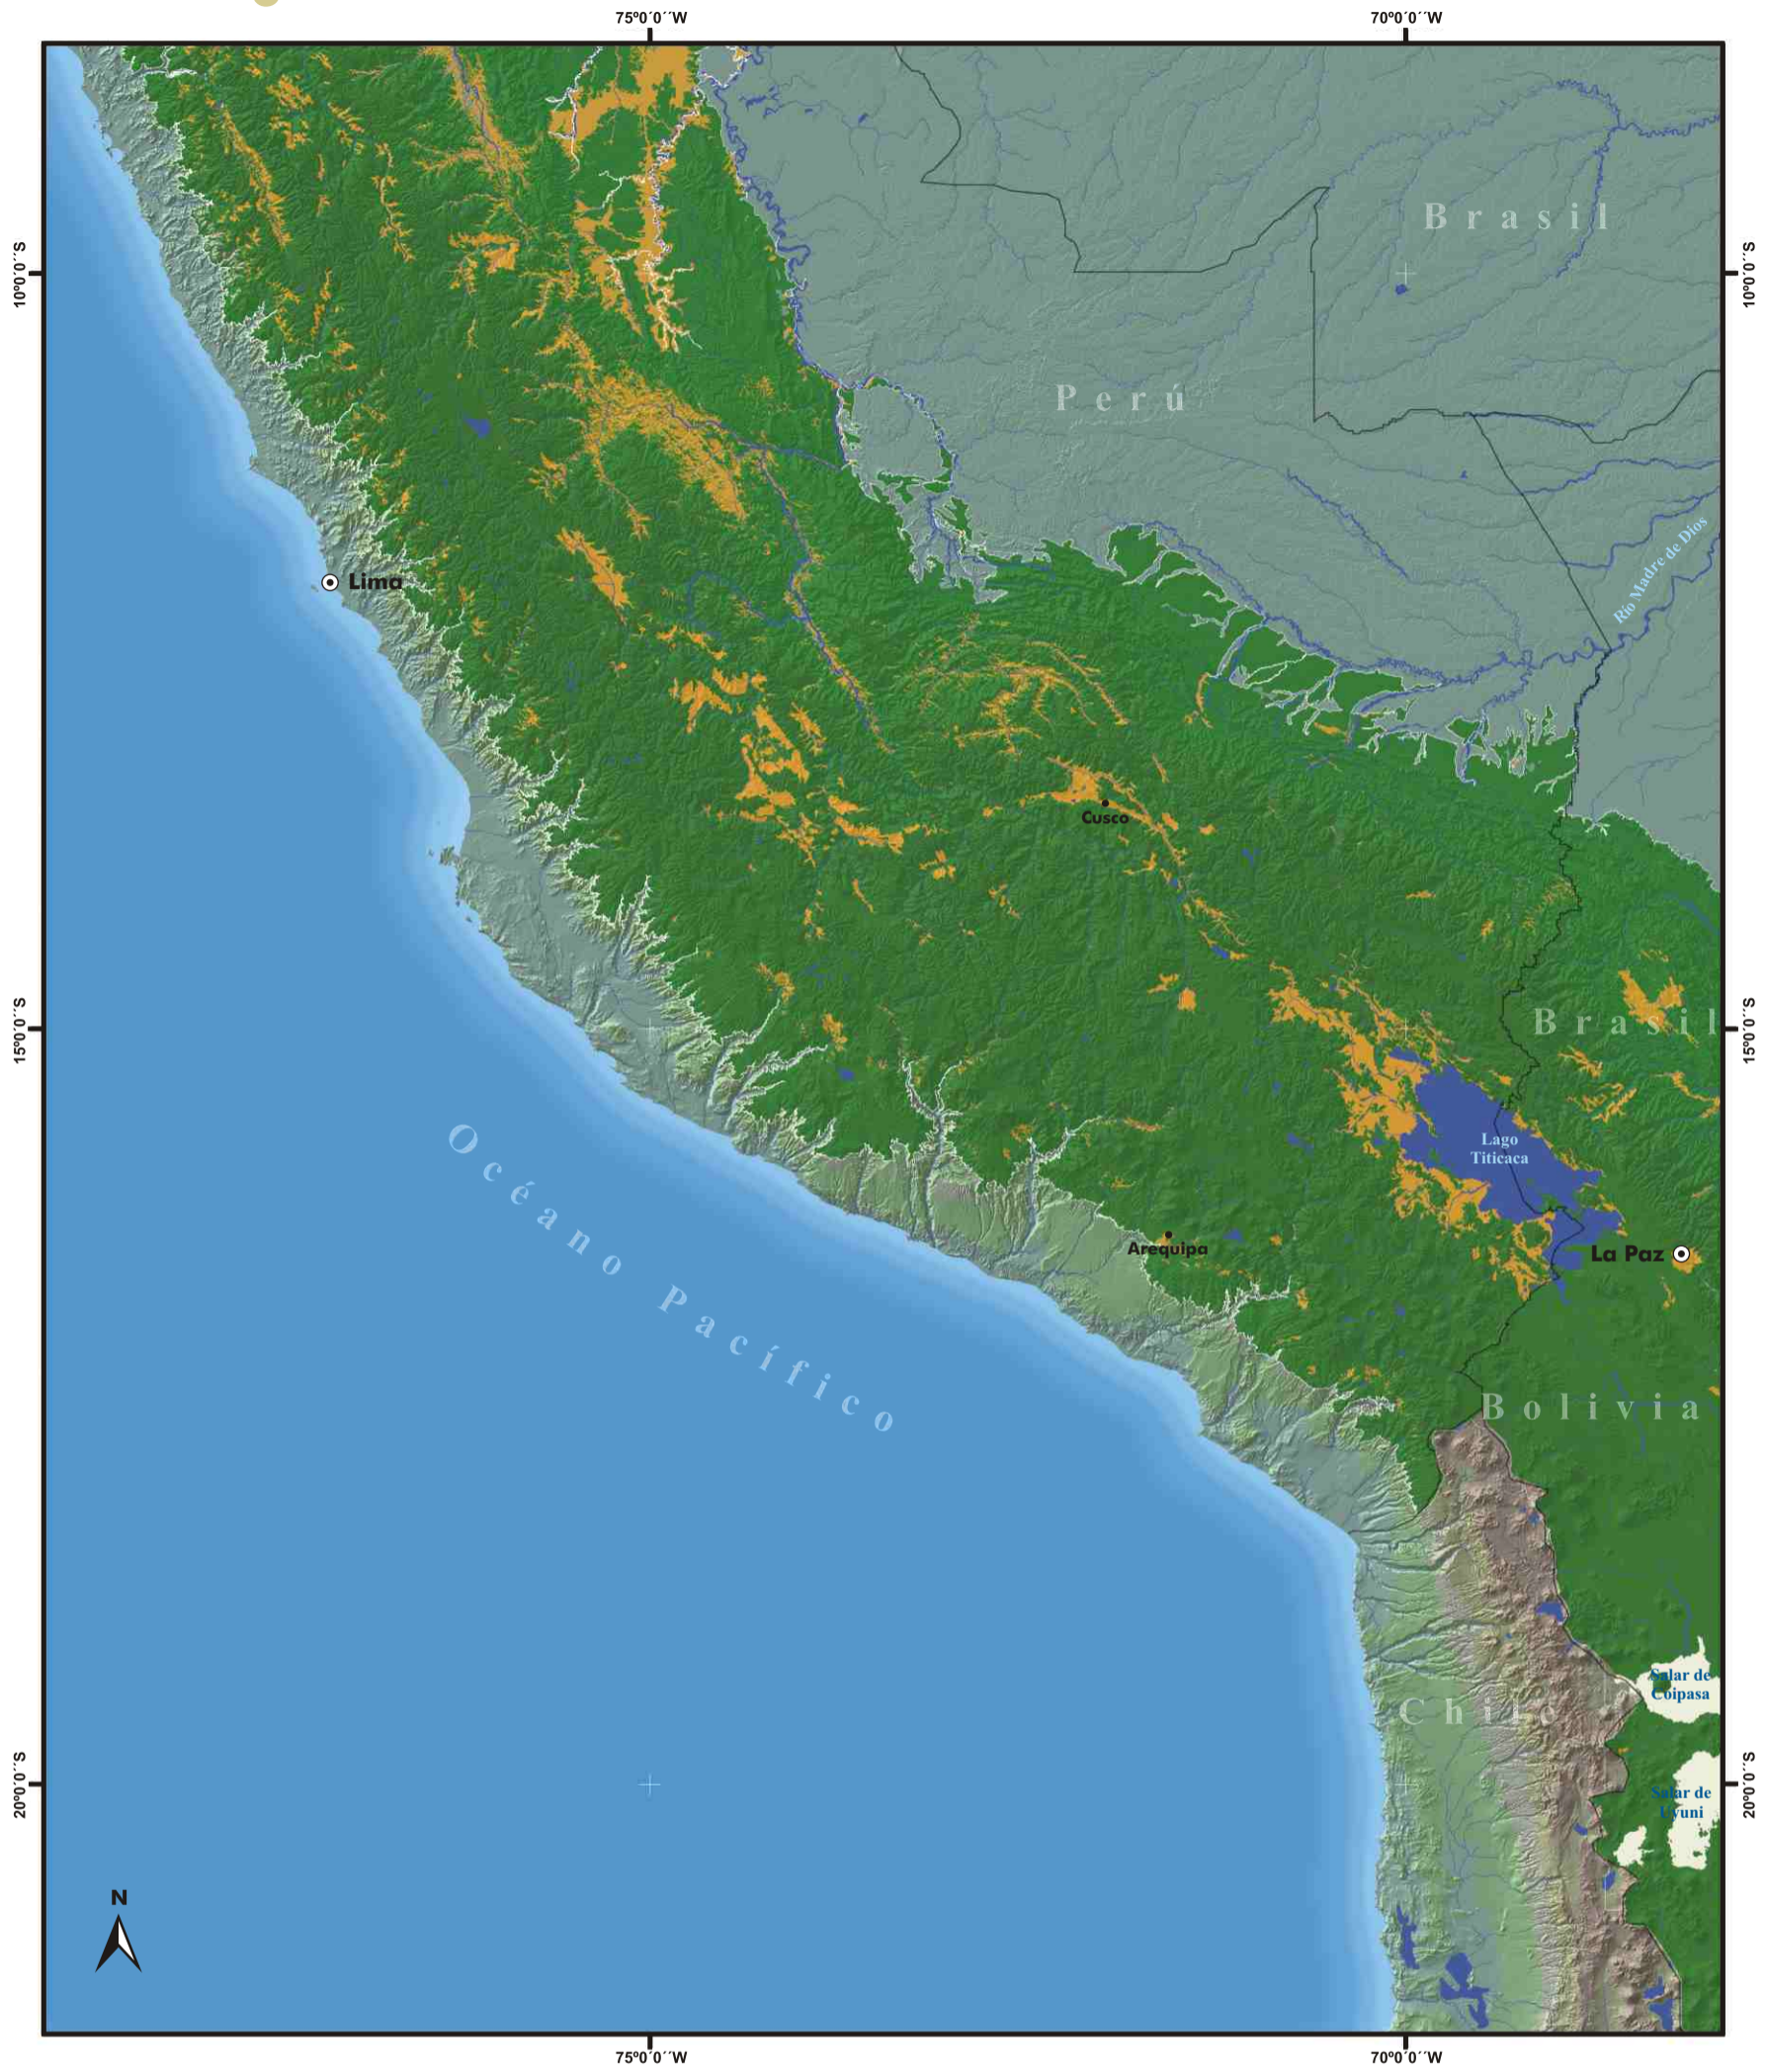 75º0´0´´W
70º0´0´´W
Brasil
10º0´0´´S
10º0´0´´S
Perú
Río Madre de Dios
Lima
Cusco
15º0´0´´S
Brasil
15º0´0´´S
Lago
Titicaca
Océano Pacífico
Arequipa
La Paz
Bolivia
Salar de
Coipasa
Chile
20º0´0´´S
20º0´0´´S
Salar de
Uyuni
N
75º0´0´´W
70º0´0´´W